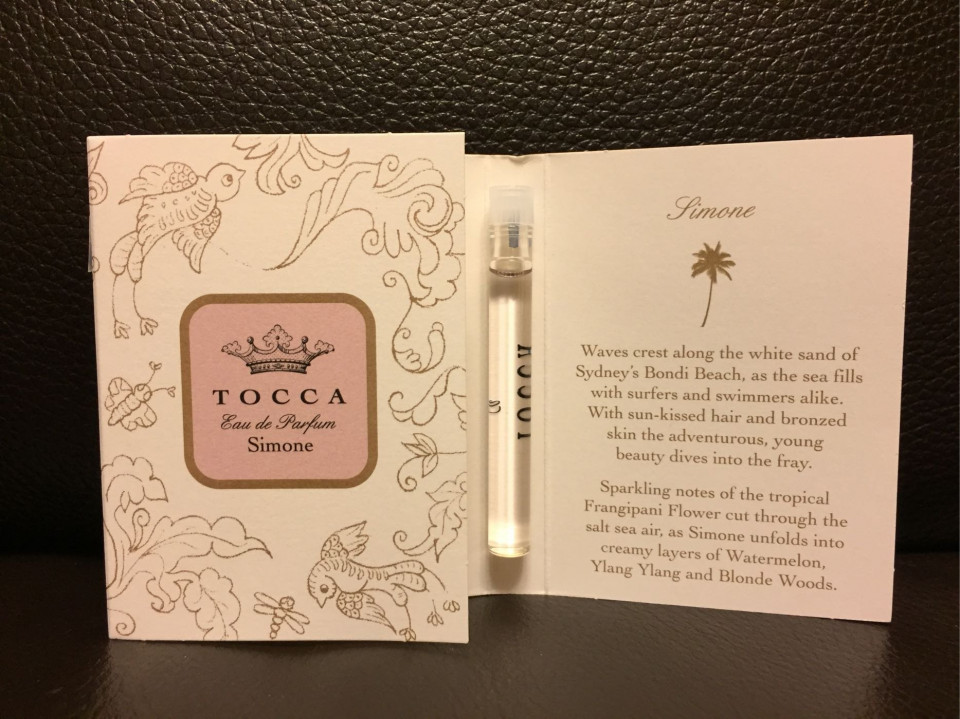 TOCCA
Eau de Parfum
Simone
TOCCA
Simone
Waves crest along the white sand of
Sydney's Bondi Beach, as the sea fills
with surfers and swimmers alike.
With sun-kissed hair and bronzed
skin the adventurous, young
beauty dives into the fray.
Sparkling notes of the tropical
Frangipani Flower cut through the
salt sea air, as Simone unfolds into
creamy layers of Watermelon,
Ylang Ylang and Blonde Woods.